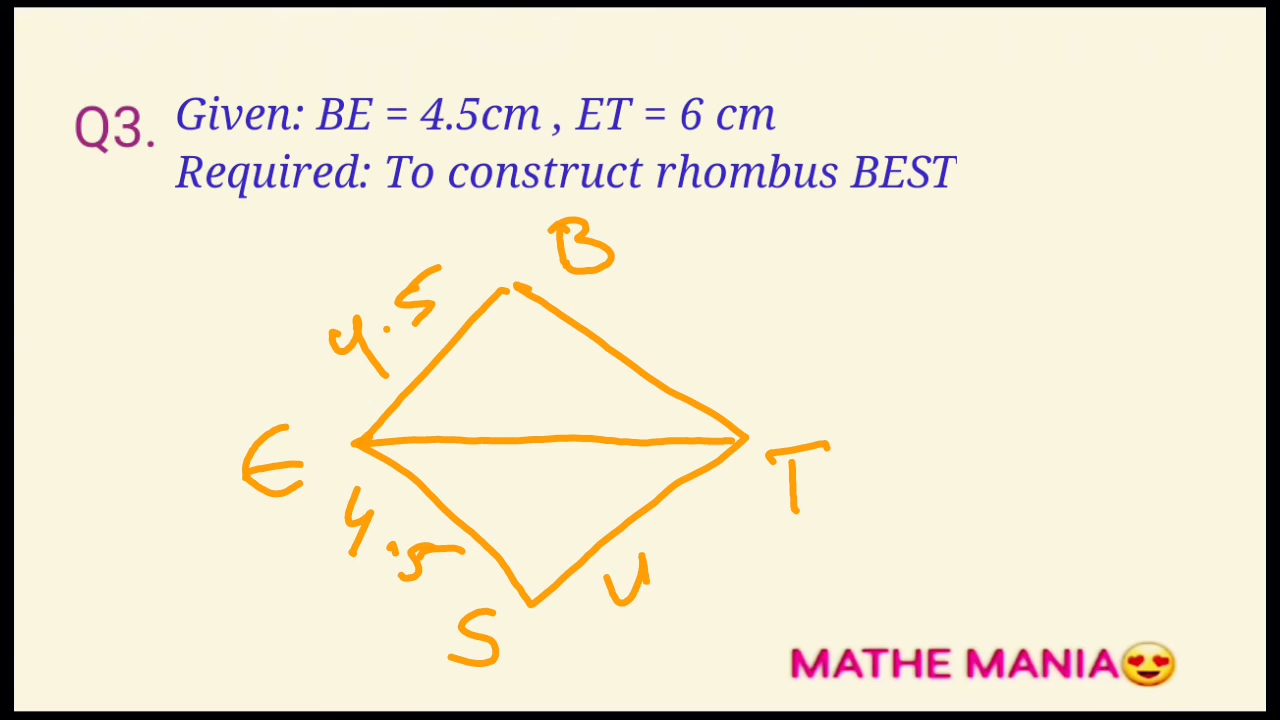 Q3. Given: BE = 4.5cm , ET = 6 cm
Required: To construct rhombus BEST
B
4.5
E
T
4.5
S
MATHE MANIA😍